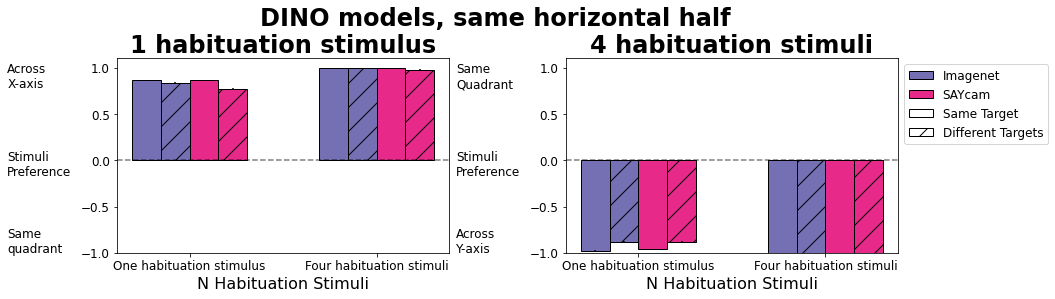 DINO models, same horizontal half
1 habituation stimulus
Across
X-axis
Stimuli
Preference
Same
quadrant
1.0
0.5
0.0
−0.5
−1.0
One habituation stimulus
Four habituation stimuli
N Habituation Stimuli
4 habituation stimuli
Same
Quadrant
Stimuli
Preference
Across
Y-axis
1.0
0.5
0.0
−0.5
−1.0
One habituation stimulus
Four habituation stimuli
N Habituation Stimuli
Imagenet
SAYcam
Same Target
Different Targets